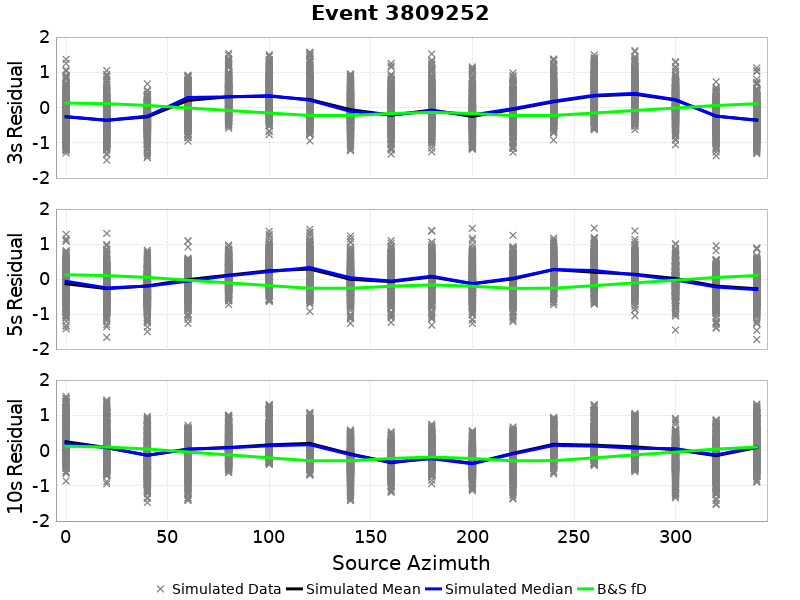 Event 3809252
3s Residual
2
1
0
-1
-2
5s Residual
2
1
0
-1
-2
10s Residual
2
1
0
-1
-2
0 50 100 150 200 250 300
Source Azimuth
Simulated Data Simulated Mean Simulated Median B&S fD